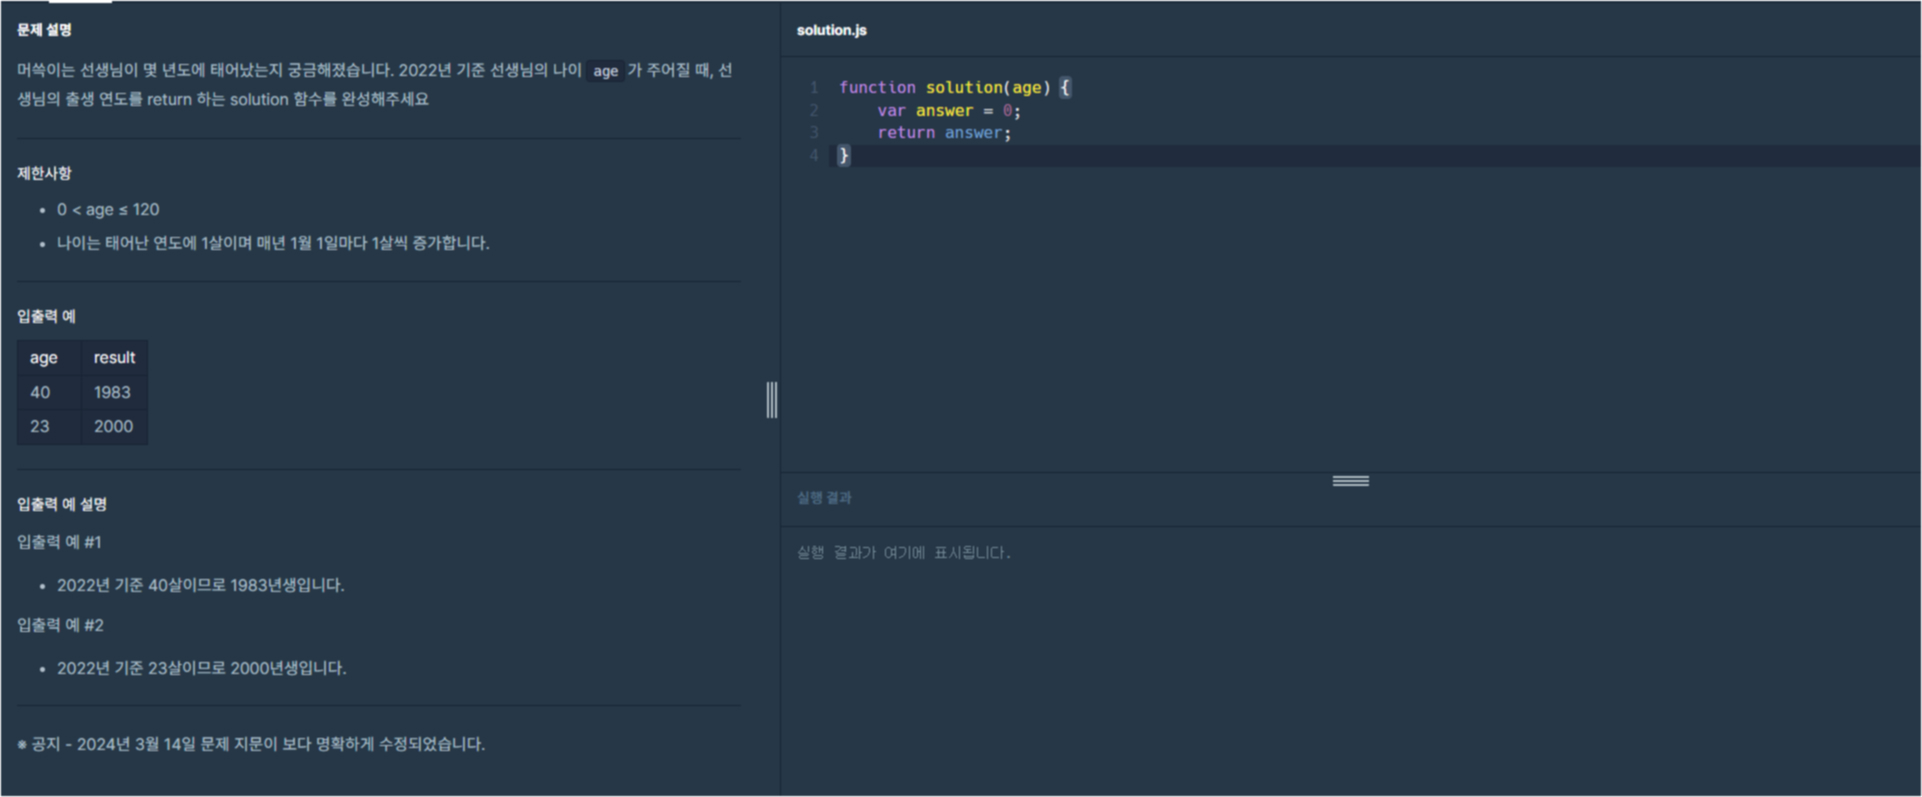 문제 설명
머쓱이는 선생님이 몇 년도에 태어났는지 궁금해졌습니다. 2022년 기준 선생님의 나이 age 가 주어질 때, 선
생님의 출생 연도를 return 하는 solution 함수를 완성해주세요
제한사항
• 0 < age ≤ 120
• 나이는 태어난 연도에 1살이며 매년 1월 1일마다 1살씩 증가합니다.
입출력 예
age result
40 1983
23 2000
입출력 예 설명
입출력 예 #1
• 2022년 기준 40살이므로 1983년생입니다.
입출력 예 #2
• 2022년 기준 23살이므로 2000년생입니다.
※ 공지 - 2024년 3월 14일 문제 지문이 보다 명확하게 수정되었습니다.
solution.js
1 function solution(age) {
2     var answer = 0;
3     return answer;
4 }
실행 결과
실행 결과가 여기에 표시됩니다.